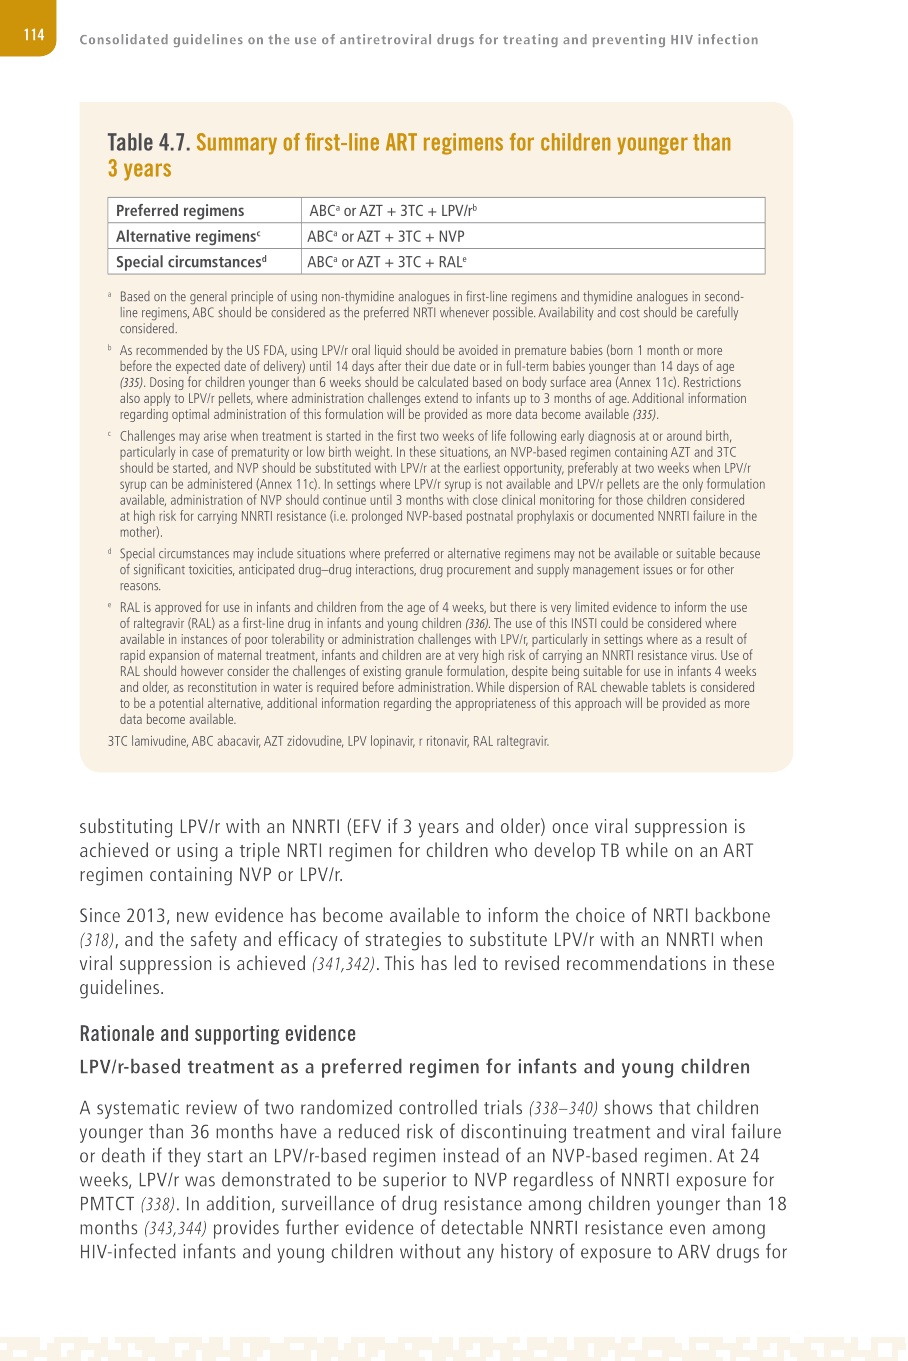 114
Consolidated guidelines on the use of antiretroviral drugs for treating and preventing HIV infection
Table 4.7. Summary of first-line ART regimens for children younger than
3 years
Preferred regimens ABCᵃ or AZT + 3TC + LPV/rᵇ
Alternative regimensᶜ ABCᵃ or AZT + 3TC + NVP
Special circumstancesᵈ ABCᵃ or AZT + 3TC + RALᵉ
ᵃ Based on the general principle of using non-thymidine analogues in first-line regimens and thymidine analogues in second-
line regimens, ABC should be considered as the preferred NRTI whenever possible. Availability and cost should be carefully
considered.
ᵇ As recommended by the US FDA, using LPV/r oral liquid should be avoided in premature babies (born 1 month or more
before the expected date of delivery) until 14 days after their due date or in full-term babies younger than 14 days of age
(335). Dosing for children younger than 6 weeks should be calculated based on body surface area (Annex 11c). Restrictions
also apply to LPV/r pellets, where administration challenges extend to infants up to 3 months of age. Additional information
regarding optimal administration of this formulation will be provided as more data become available (335).
ᶜ Challenges may arise when treatment is started in the first two weeks of life following early diagnosis at or around birth,
particularly in case of prematurity or low birth weight. In these situations, an NVP-based regimen containing AZT and 3TC
should be started, and NVP should be substituted with LPV/r at the earliest opportunity, preferably at two weeks when LPV/r
syrup can be administered (Annex 11c). In settings where LPV/r syrup is not available and LPV/r pellets are the only formulation
available, administration of NVP should continue until 3 months with close clinical monitoring for those children considered
at high risk for carrying NNRTI resistance (i.e. prolonged NVP-based postnatal prophylaxis or documented NNRTI failure in the
mother).
ᵈ Special circumstances may include situations where preferred or alternative regimens may not be available or suitable because
of significant toxicities, anticipated drug–drug interactions, drug procurement and supply management issues or for other
reasons.
ᵉ RAL is approved for use in infants and children from the age of 4 weeks, but there is very limited evidence to inform the use
of raltegravir (RAL) as a first-line drug in infants and young children (336). The use of this INSTI could be considered where
available in instances of poor tolerability or administration challenges with LPV/r, particularly in settings where as a result of
rapid expansion of maternal treatment, infants and children are at very high risk of carrying an NNRTI resistance virus. Use of
RAL should however consider the challenges of existing granule formulation, despite being suitable for use in infants 4 weeks
and older, as reconstitution in water is required before administration. While dispersion of RAL chewable tablets is considered
to be a potential alternative, additional information regarding the appropriateness of this approach will be provided as more
data become available.
3TC lamivudine, ABC abacavir, AZT zidovudine, LPV lopinavir, r ritonavir, RAL raltegravir.
substituting LPV/r with an NNRTI (EFV if 3 years and older) once viral suppression is
achieved or using a triple NRTI regimen for children who develop TB while on an ART
regimen containing NVP or LPV/r.
Since 2013, new evidence has become available to inform the choice of NRTI backbone
(318), and the safety and efficacy of strategies to substitute LPV/r with an NNRTI when
viral suppression is achieved (341,342). This has led to revised recommendations in these
guidelines.
Rationale and supporting evidence
LPV/r-based treatment as a preferred regimen for infants and young children
A systematic review of two randomized controlled trials (338–340) shows that children
younger than 36 months have a reduced risk of discontinuing treatment and viral failure
or death if they start an LPV/r-based regimen instead of an NVP-based regimen. At 24
weeks, LPV/r was demonstrated to be superior to NVP regardless of NNRTI exposure for
PMTCT (338). In addition, surveillance of drug resistance among children younger than 18
months (343,344) provides further evidence of detectable NNRTI resistance even among
HIV-infected infants and young children without any history of exposure to ARV drugs for